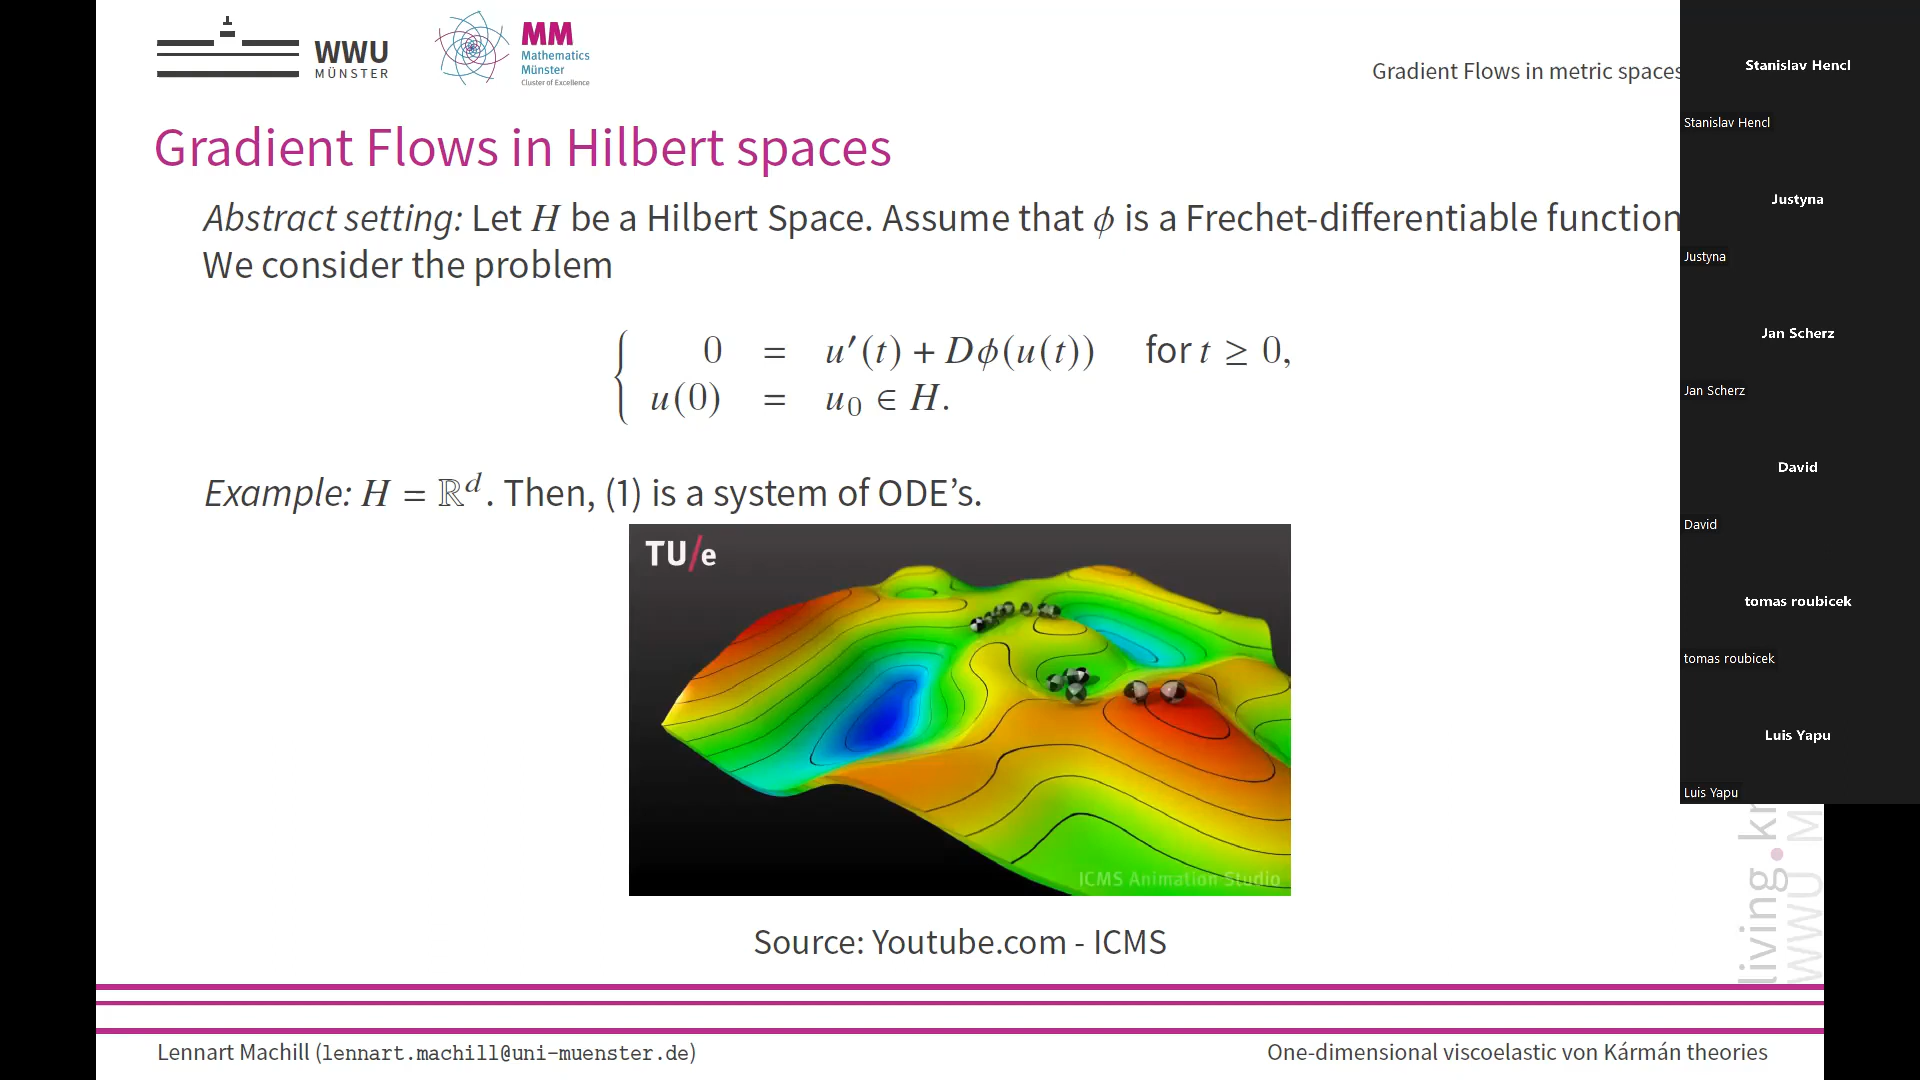 WWU
MÜNSTER
MM
Mathematics
Münster
Cluster of Excellence
Gradient Flows in metric spaces
Gradient Flows in Hilbert spaces
Abstract setting: Let H be a Hilbert Space. Assume that ϕ is a Frechet-differentiable function
We consider the problem
0 = u′(t) + Dϕ(u(t)) for t ≥ 0,
u(0) = u₀ ∈ H.
Example: H = ℝᵈ. Then, (1) is a system of ODE’s.
TU/e
ICMS Animation Studio
Source: Youtube.com - ICMS
Lennart Machill (lennart.machill@uni-muenster.de)
One-dimensional viscoelastic von Kármán theories
Stanislav Hencl
Stanislav Hencl
Justyna
Justyna
Jan Scherz
Jan Scherz
David
David
tomas roubicek
tomas roubicek
Luis Yapu
Luis Yapu
living
WWU